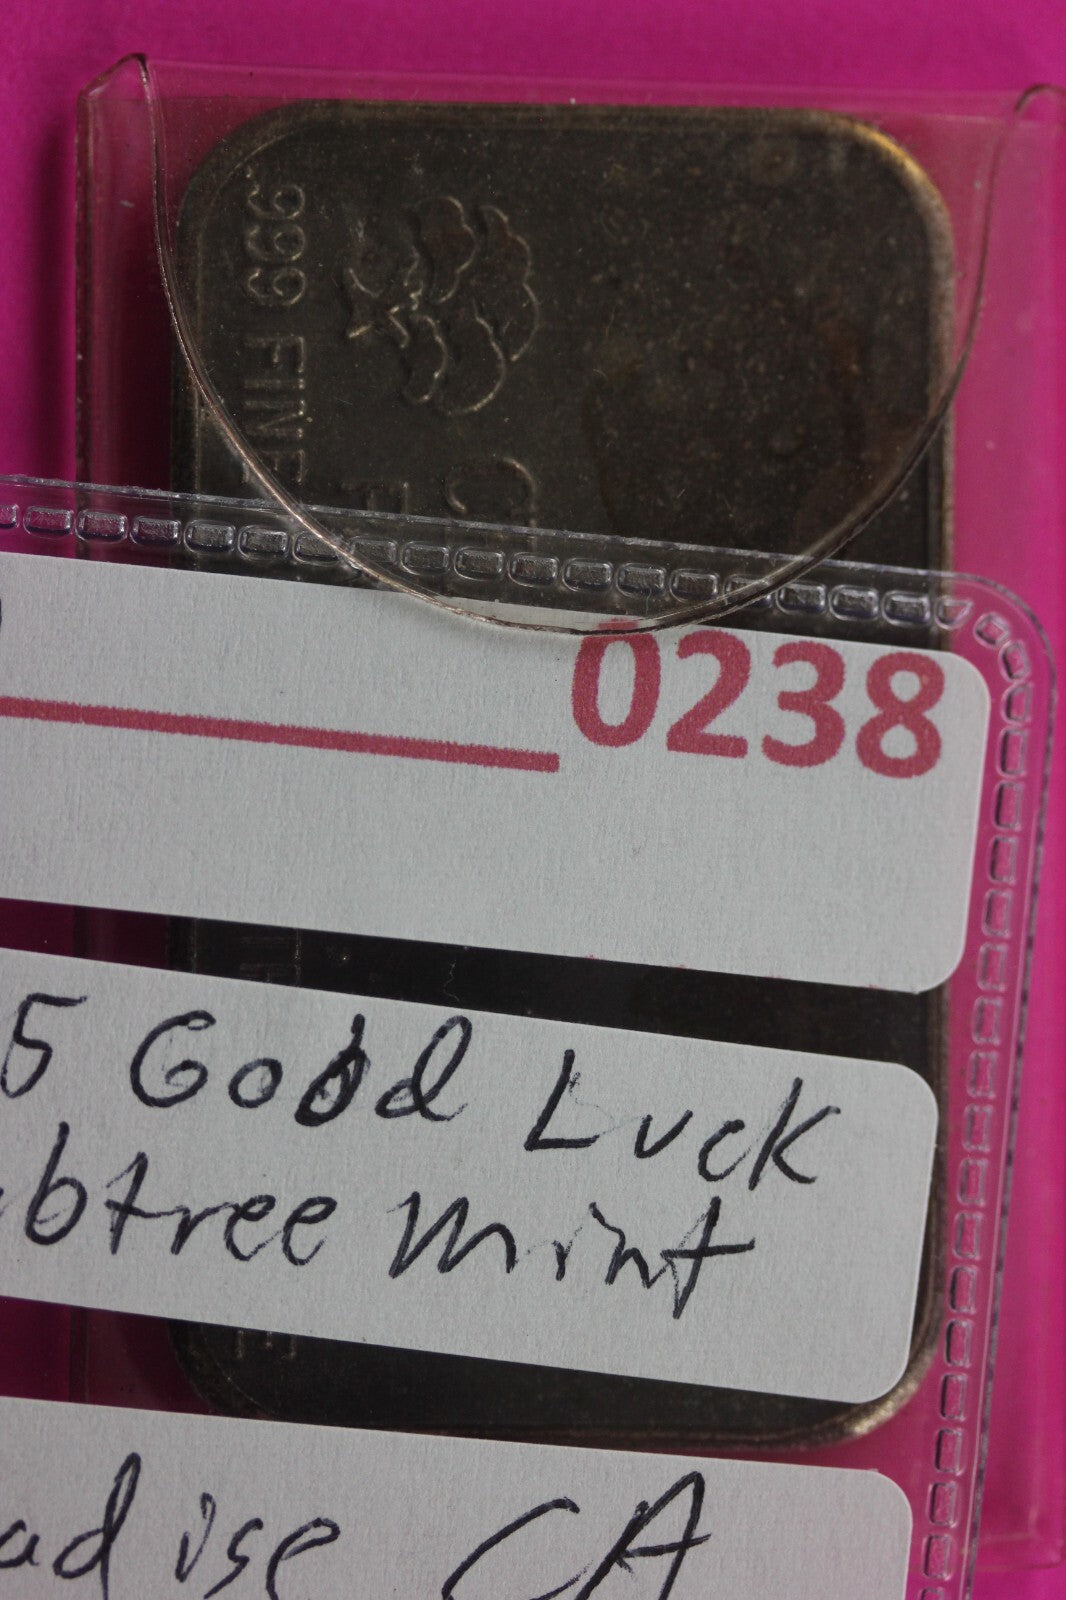 999 FINE
0238
5 Good Luck
btree Mint
adise CA